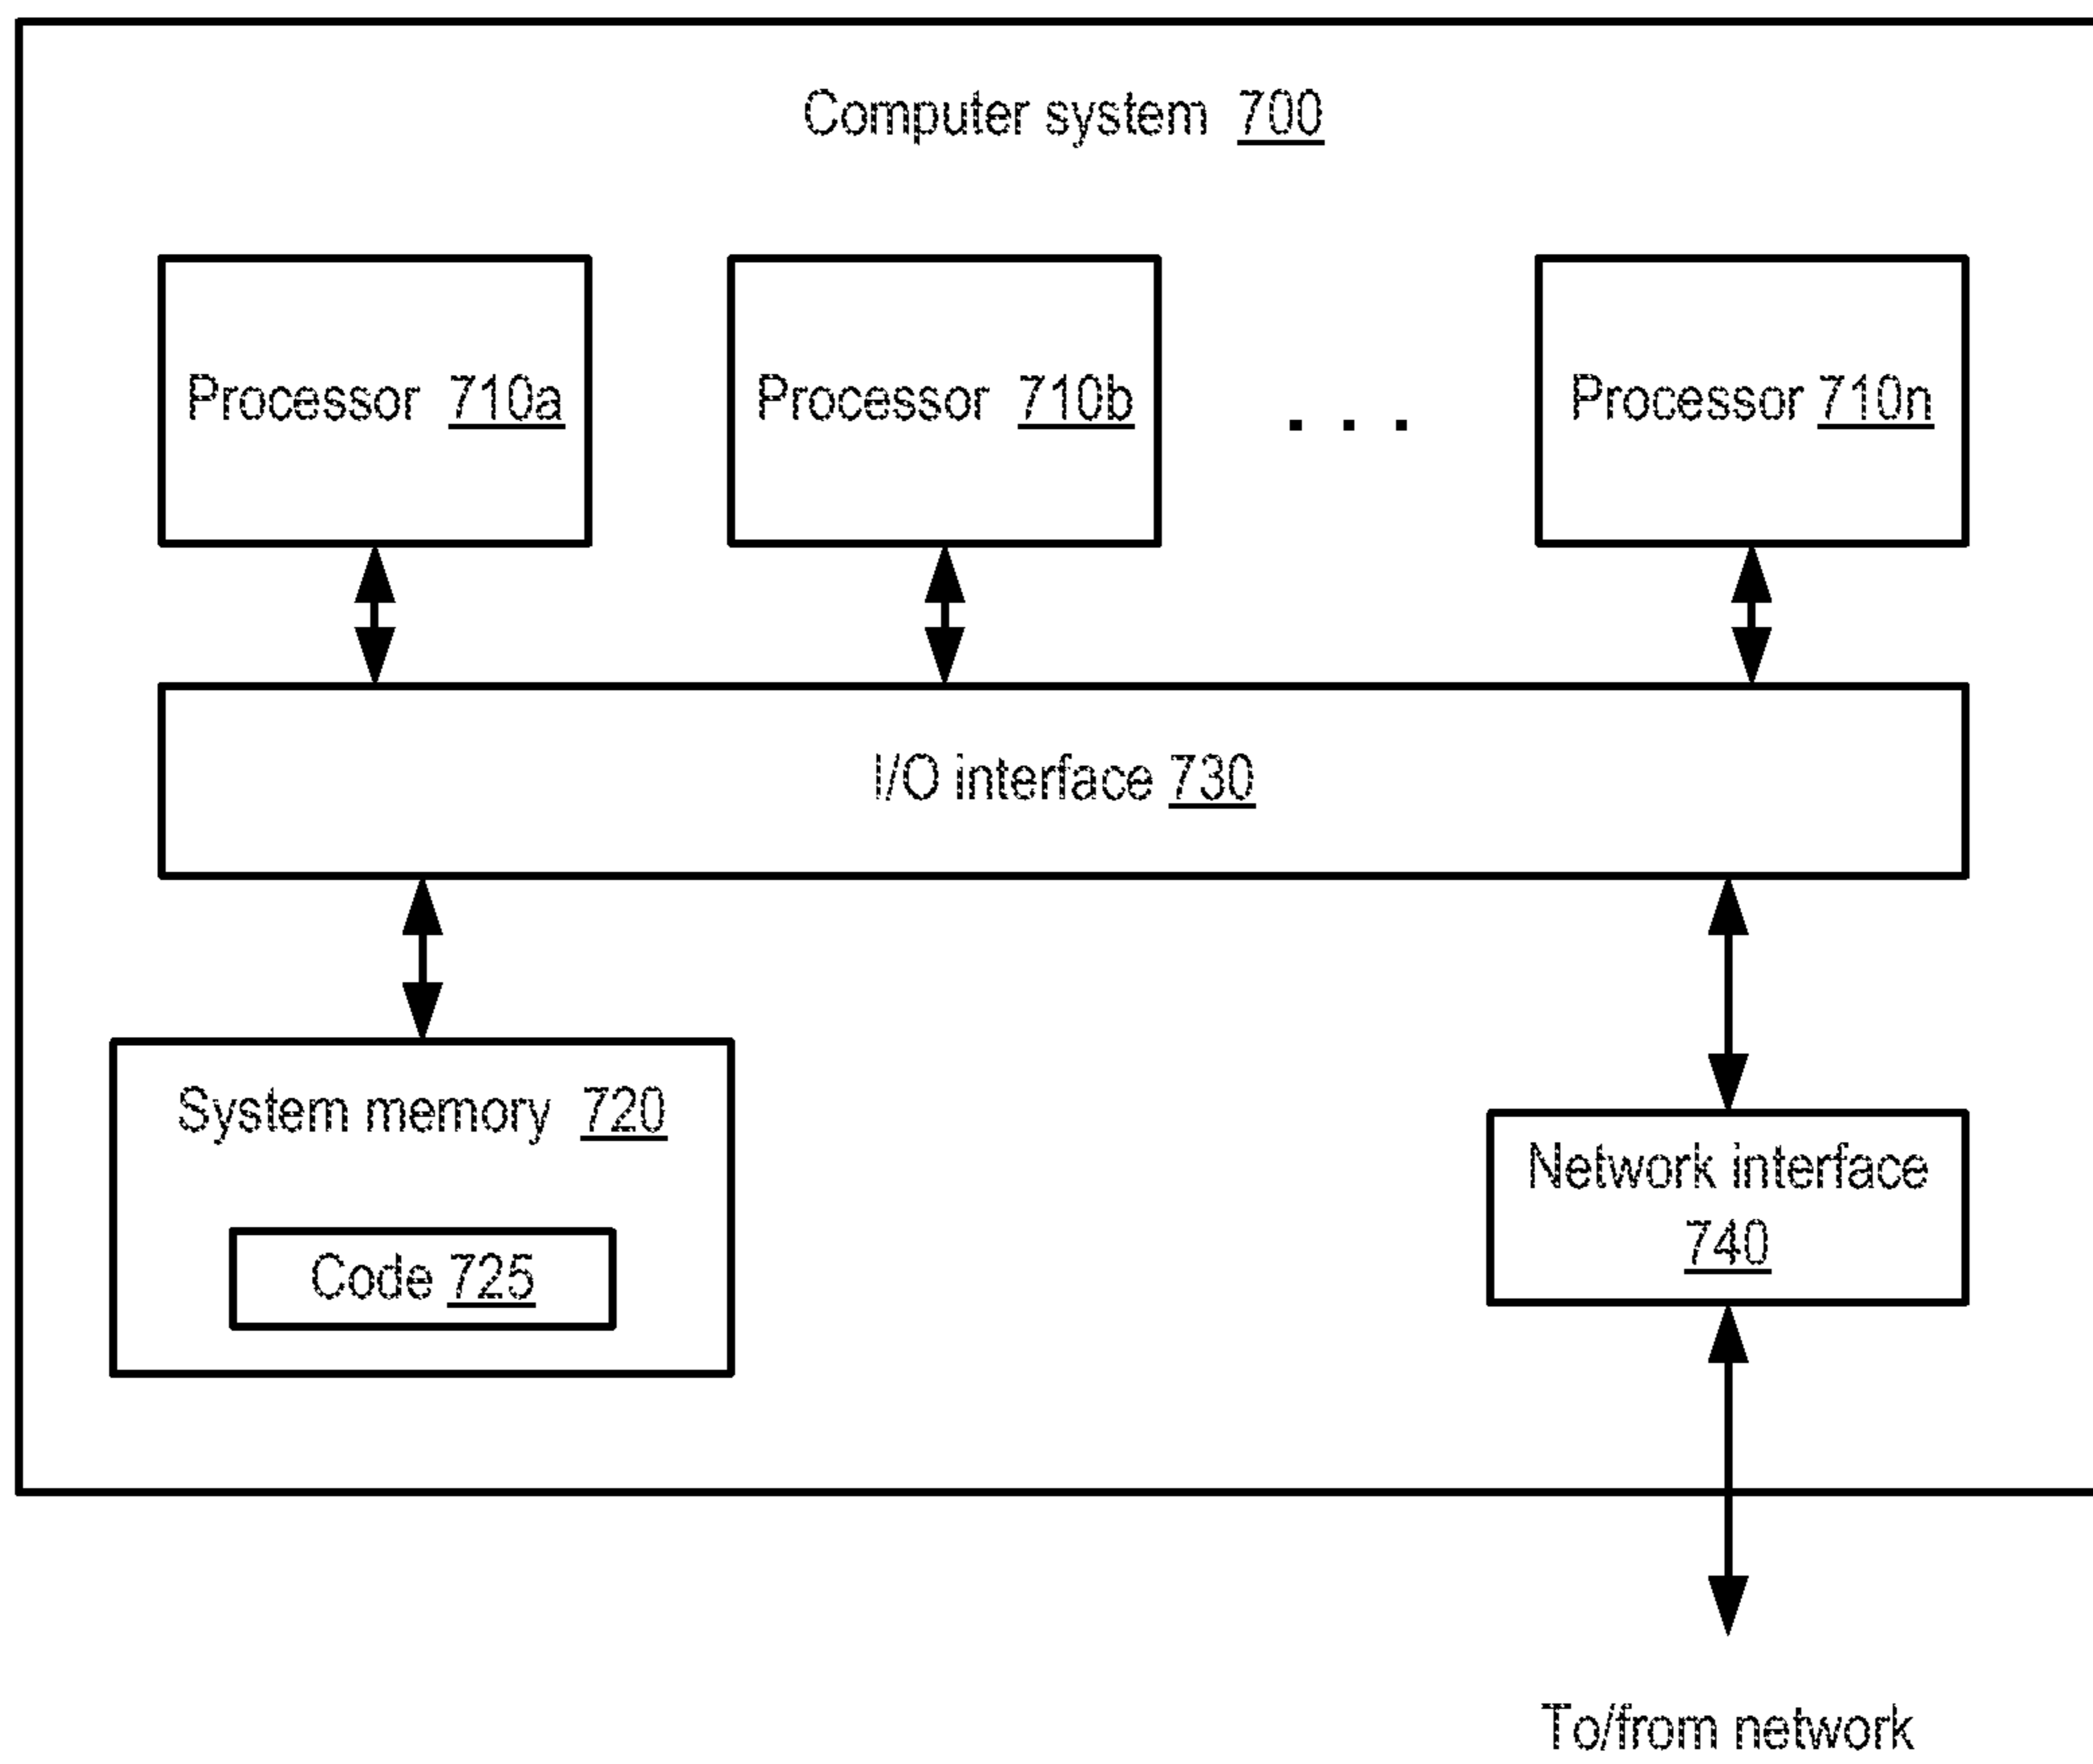 Computer system 700
Processor 710a
Processor 710b
. . .
Processor 710n
I/O interface 730
System memory 720
Code 725
Network interface
740
To/from network